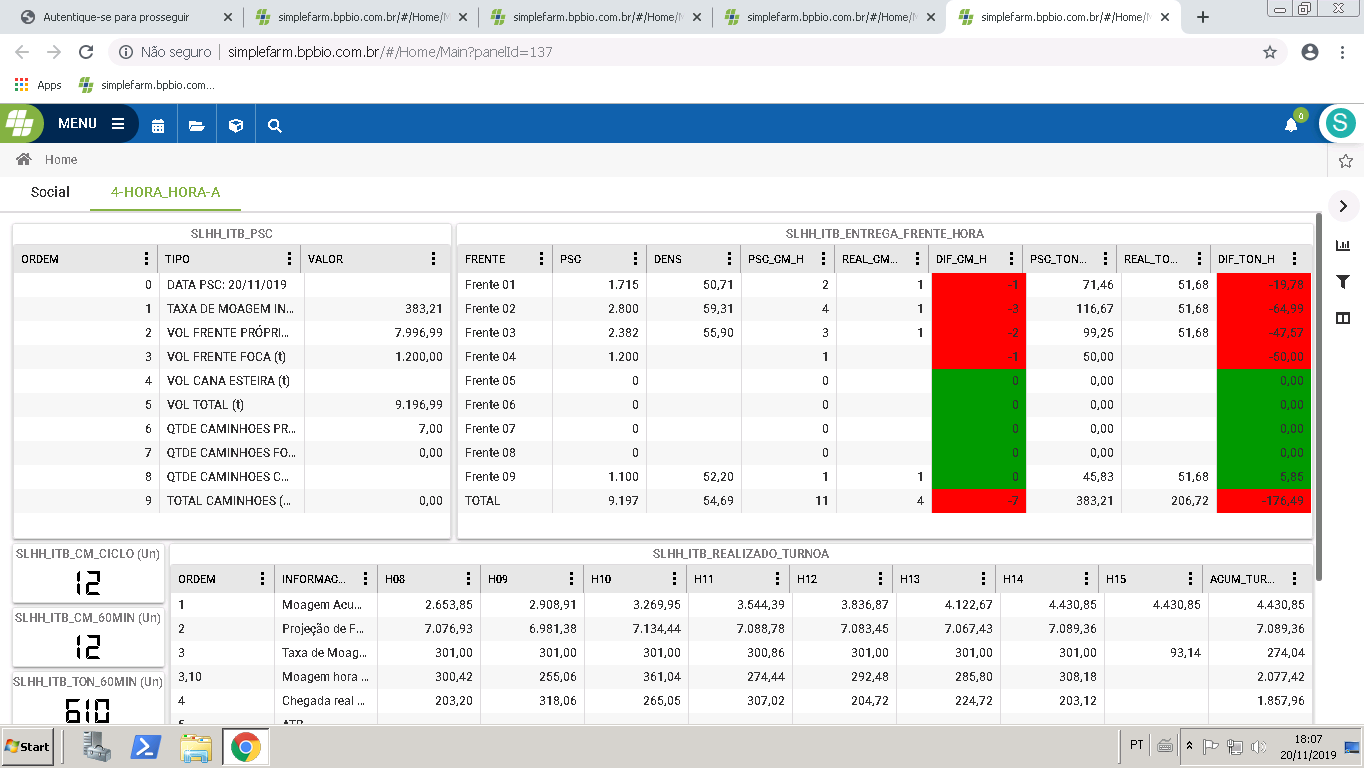 Autentique-se para prosseguir simplefarm.bpbio.com.br/#/Home/M simplefarm.bpbio.com.br/#/Home/M simplefarm.bpbio.com.br/#/Home/M simplefarm.bpbio.com.br/#/Home/M
Não seguro simplefarm.bpbio.com.br/#/Home/Main?panelId=137
Apps simplefarm.bpbio.com....
MENU 0 S
Home
Social 4-HORA_HORA-A
SLHH_ITB_PSC
ORDEM TIPO VALOR
0 DATA PSC: 20/11/019
1 TAXA DE MOAGEM IN... 383,21
2 VOL FRENTE PRÓPRI... 7.996,99
3 VOL FRENTE FOCA (t) 1.200,00
4 VOL CANA ESTEIRA (t)
5 VOL TOTAL (t) 9.196,99
6 QTDE CAMINHOES PR... 7,00
7 QTDE CAMINHOES FO... 0,00
8 QTDE CAMINHOES C...
9 TOTAL CAMINHOES (... 0,00
SLHH_ITB_ENTREGA_FRENTE_HORA
FRENTE PSC DENS PSC_CM_H REAL_CM... DIF_CM_H PSC_TON... REAL_TO... DIF_TON_H
Frente 01 1.715 50,71 2 1 -1 71,46 51,68 -19,78
Frente 02 2.800 59,31 4 1 -3 116,67 51,68 -64,99
Frente 03 2.382 55,90 3 1 -2 99,25 51,68 -47,57
Frente 04 1.200 1 -1 50,00 -50,00
Frente 05 0 0 0 0,00 0,00
Frente 06 0 0 0 0,00 0,00
Frente 07 0 0 0 0,00 0,00
Frente 08 0 0 0 0,00 0,00
Frente 09 1.100 52,20 1 1 0 45,83 51,68 5,85
TOTAL 9.197 54,69 11 4 -7 383,21 206,72 -176,49
SLHH_ITB_CM_CICLO (Un)
12
SLHH_ITB_CM_60MIN (Un)
12
SLHH_ITB_TON_60MIN (Un)
610
SLHH_ITB_REALIZADO_TURNOA
ORDEM INFORMAC... H08 H09 H10 H11 H12 H13 H14 H15 ACUM_TUR...
1 Moagem Acu... 2.653,85 2.908,91 3.269,95 3.544,39 3.836,87 4.122,67 4.430,85 4.430,85 4.430,85
2 Projeção de F... 7.076,93 6.981,38 7.134,44 7.088,78 7.083,45 7.067,43 7.089,36 7.089,36
3 Taxa de Moag... 301,00 301,00 301,00 300,86 301,00 301,00 301,00 93,14 274,04
3,10 Moagem hora ... 300,42 255,06 361,04 274,44 292,48 285,80 308,18 2.077,42
4 Chegada real ... 203,20 318,06 265,05 307,02 204,72 224,72 203,12 1.857,96
Start PT 18:07
20/11/2019